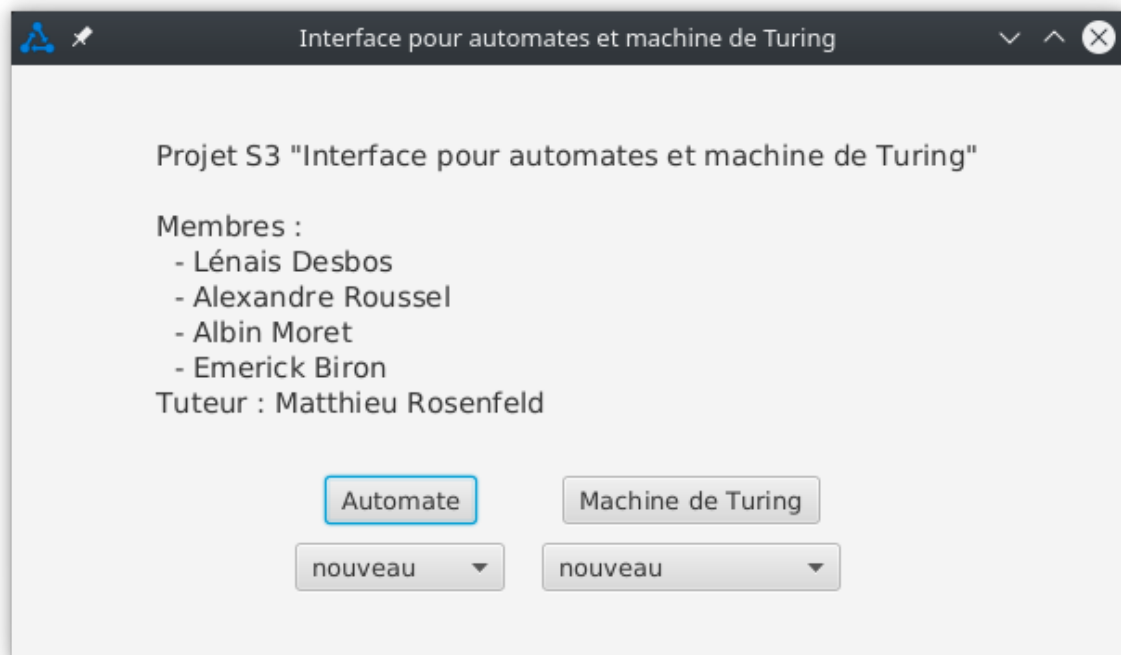 Interface pour automates et machine de Turing
Projet S3 "Interface pour automates et machine de Turing"
Membres :
- Lénais Desbos
- Alexandre Roussel
- Albin Moret
- Emerick Biron
Tuteur : Matthieu Rosenfeld
Automate Machine de Turing
nouveau nouveau